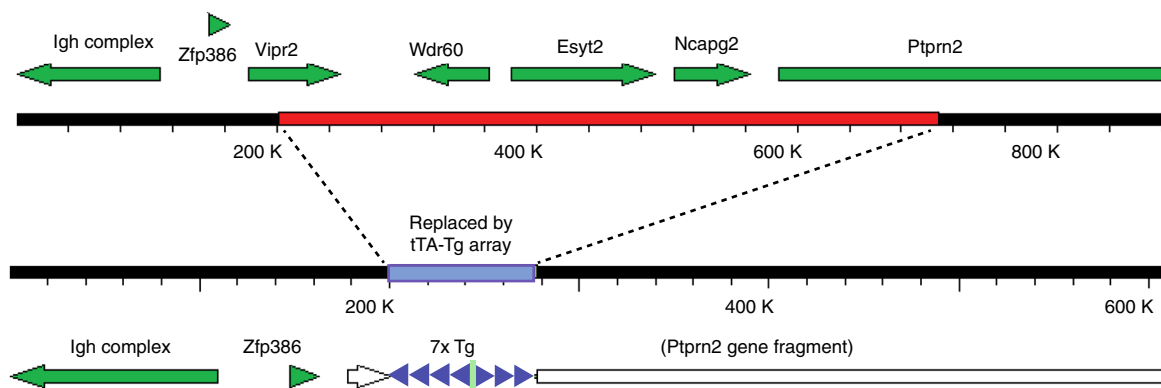 Igh complex
Zfp386
Vipr2
Wdr60
Esyt2
Ncapg2
Ptprn2
200 K
400 K
600 K
800 K
Replaced by
tTA-Tg array
200 K
400 K
600 K
Igh complex
Zfp386
7x Tg
(Ptprn2 gene fragment)